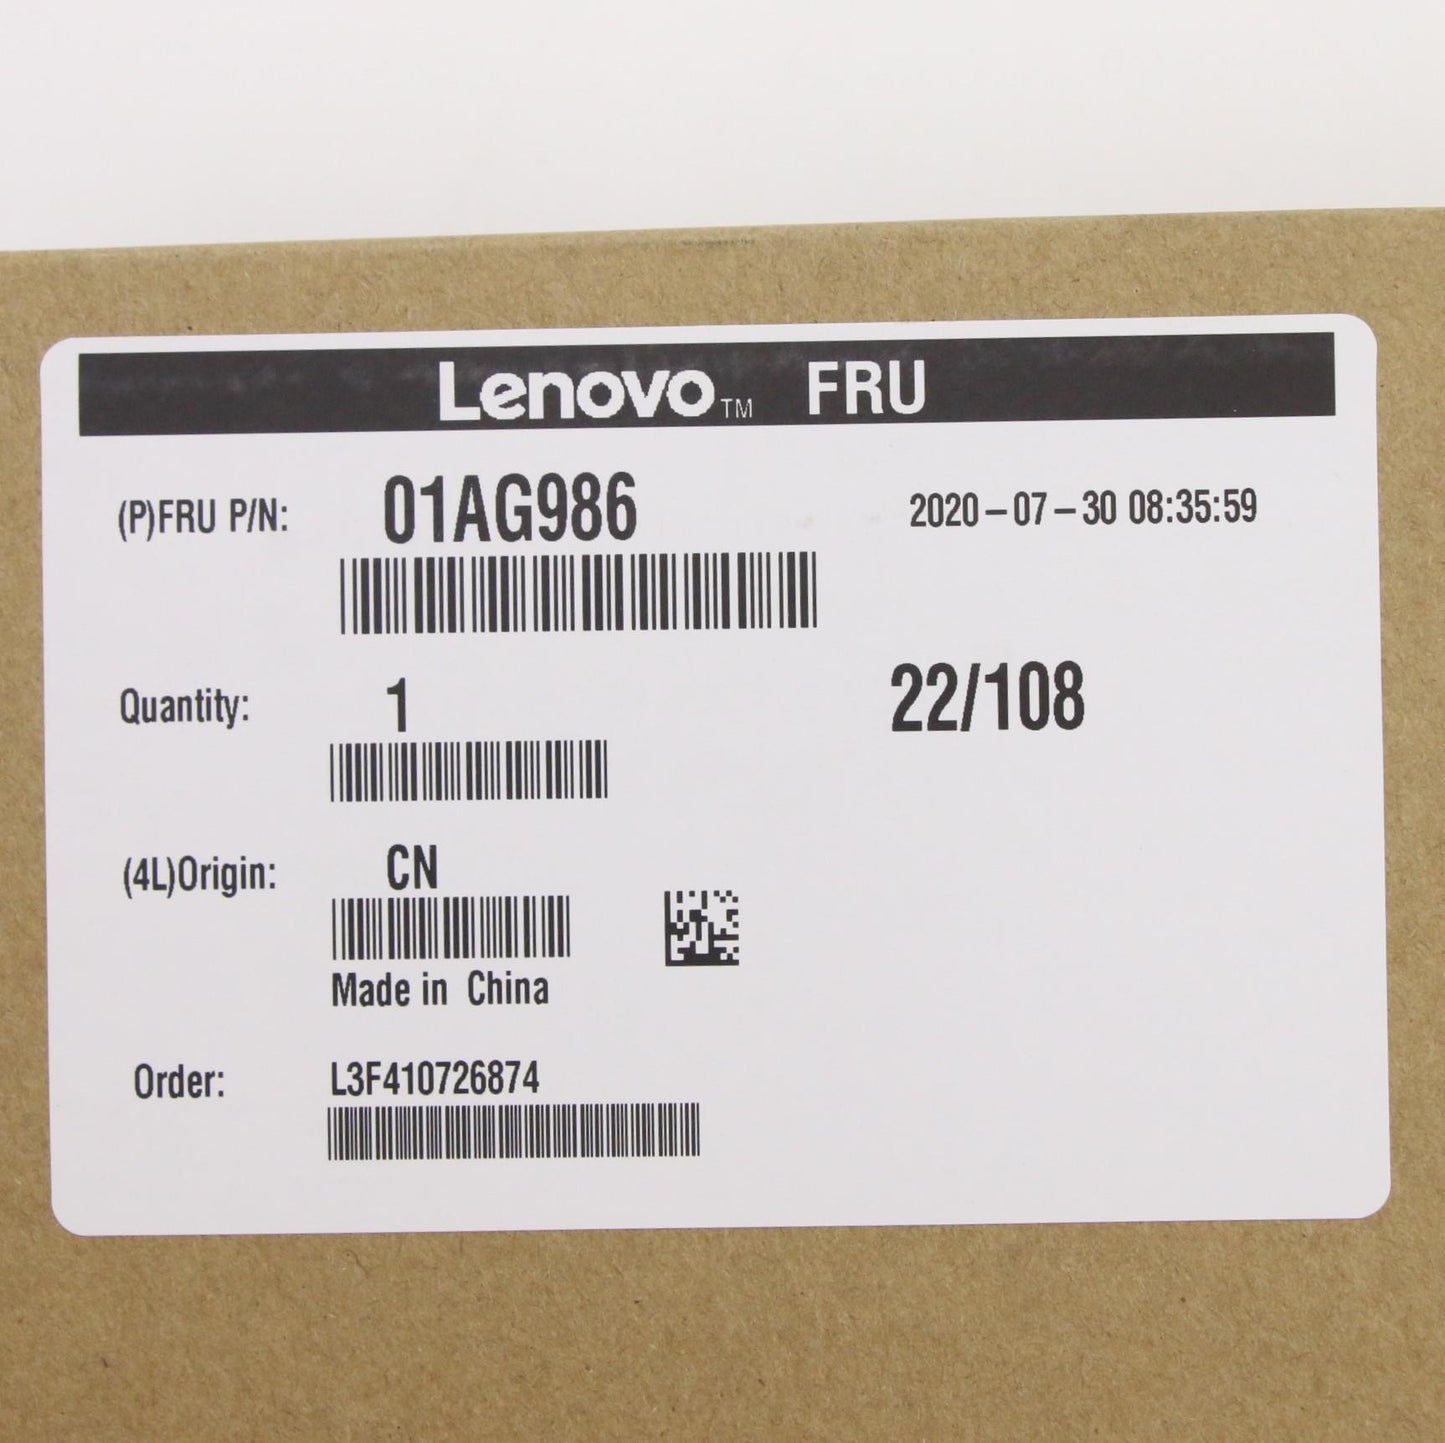 Lenovo™ FRU
(P)FRU P/N: 01AG986 2020-07-30 08:35:59
Quantity: 1 22/108
(4L)Origin: CN
Made in China
Order: L3F410726874